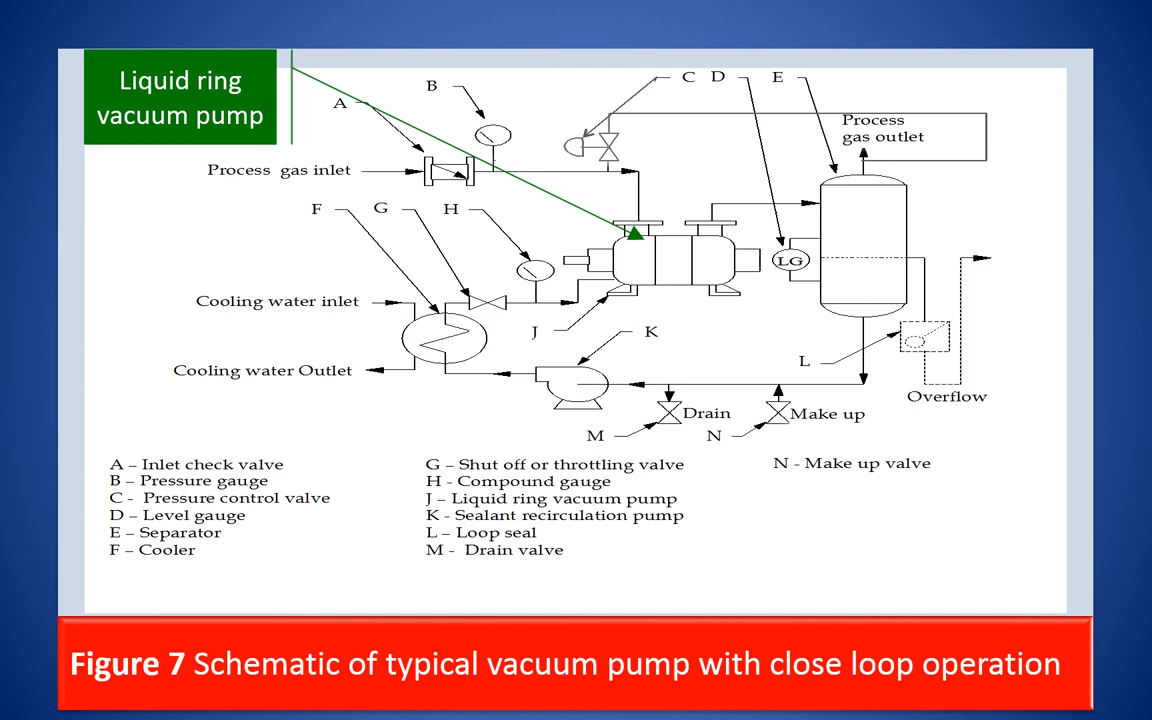 Liquid ring
vacuum pump
A
B
C
D
E
Process
gas outlet
Process gas inlet
F
G
H
LG
Cooling water inlet
J
K
L
Cooling water Outlet
Overflow
Drain
Make up
M
N
A – Inlet check valve
B – Pressure gauge
C - Pressure control valve
D – Level gauge
E – Separator
F – Cooler
G – Shut off or throttling valve
H - Compound gauge
J – Liquid ring vacuum pump
K - Sealant recirculation pump
L – Loop seal
M - Drain valve
N - Make up valve
Figure 7 Schematic of typical vacuum pump with close loop operation